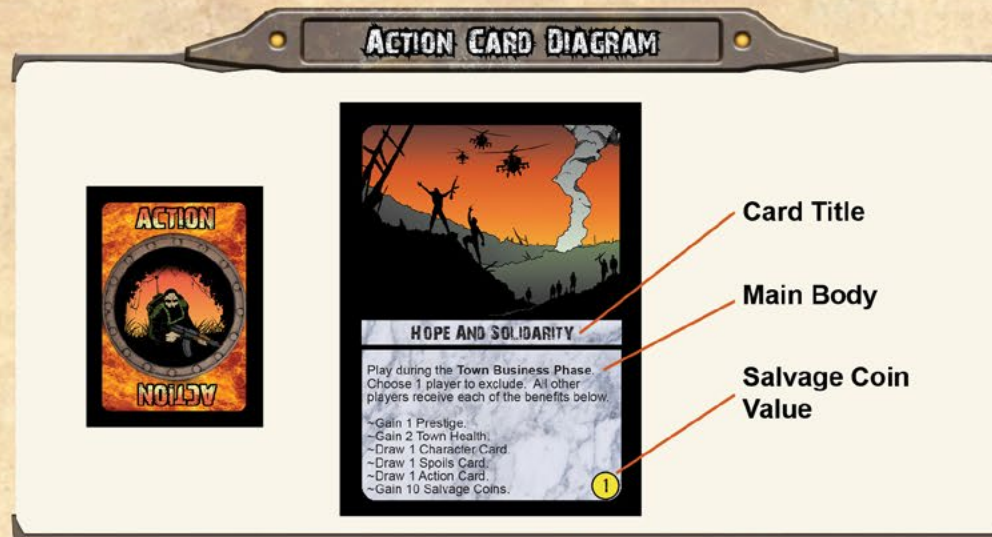 ACTION CARD DIAGRAM
ACTION
ACTION
HOPE AND SOLIDARITY
Play during the Town Business Phase.
Choose 1 player to exclude. All other
players receive each of the benefits below.
~Gain 1 Prestige.
~Gain 2 Town Health.
~Draw 1 Character Card.
~Draw 1 Spoils Card.
~Draw 1 Action Card.
~Gain 10 Salvage Coins.
1
Card Title
Main Body
Salvage Coin
Value